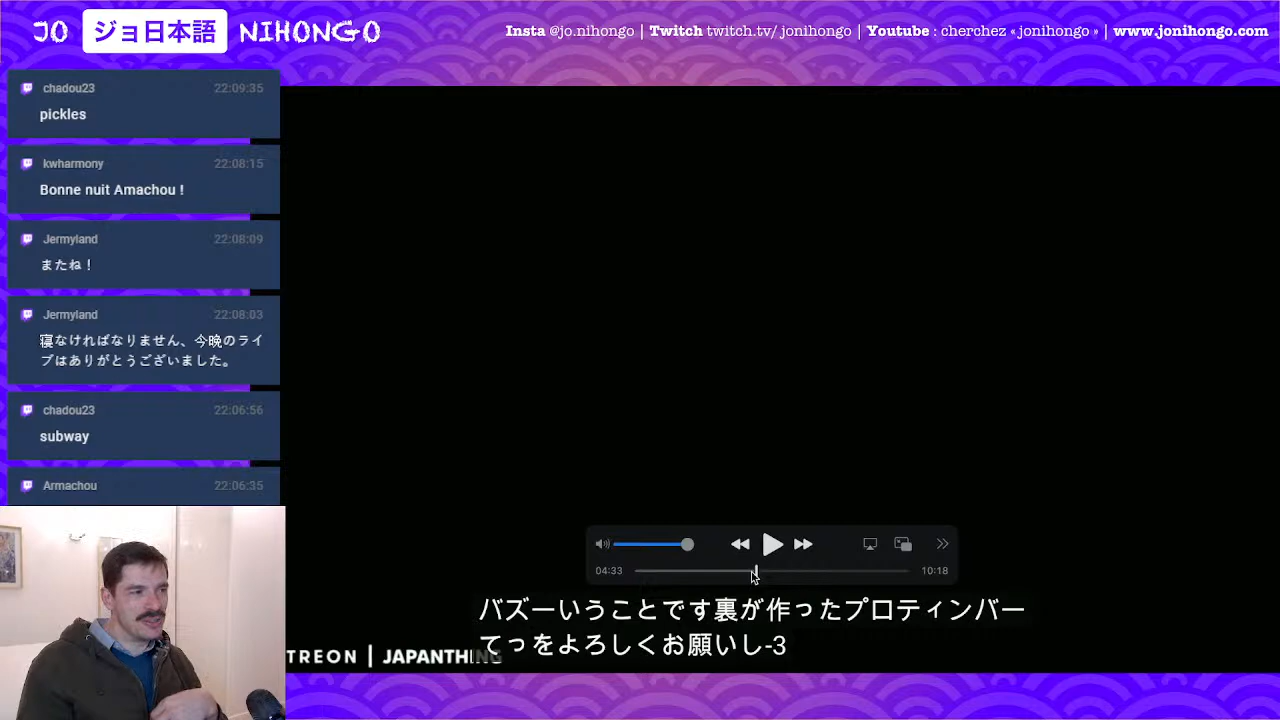 JO ジョ日本語 NIHONGO
Insta @jo.nihongo | Twitch twitch.tv/jonihongo | Youtube : cherchez « jonihongo » | www.jonihongo.com
chadou23 22:09:35
pickles
kwharmony 22:08:15
Bonne nuit Amachou !
Jermyland 22:08:09
またね！
Jermyland 22:08:03
寝なければなりません、今晩のライ
ブはありがとうございました。
chadou23 22:06:56
subway
Armachou 22:06:35
04:33 10:18
バズーいうことです裏が作ったプロティンバー
てっをよろしくお願いし-3
TREON | JAPANTHING